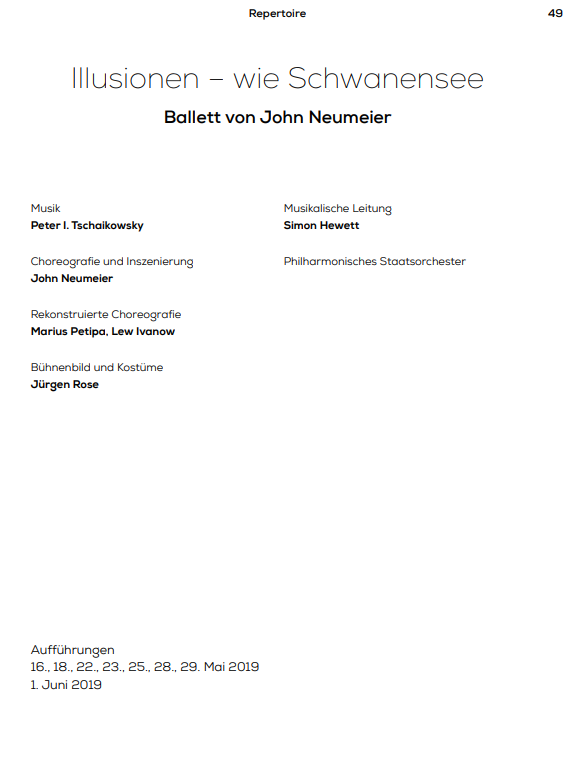 Repertoire 49
Illusionen – wie Schwanensee
Ballett von John Neumeier
Musik
Peter I. Tschaikowsky
Choreografie und Inszenierung
John Neumeier
Rekonstruierte Choreografie
Marius Petipa, Lew Ivanow
Bühnenbild und Kostüme
Jürgen Rose
Musikalische Leitung
Simon Hewett
Philharmonisches Staatsorchester
Aufführungen
16., 18., 22., 23., 25., 28., 29. Mai 2019
1. Juni 2019